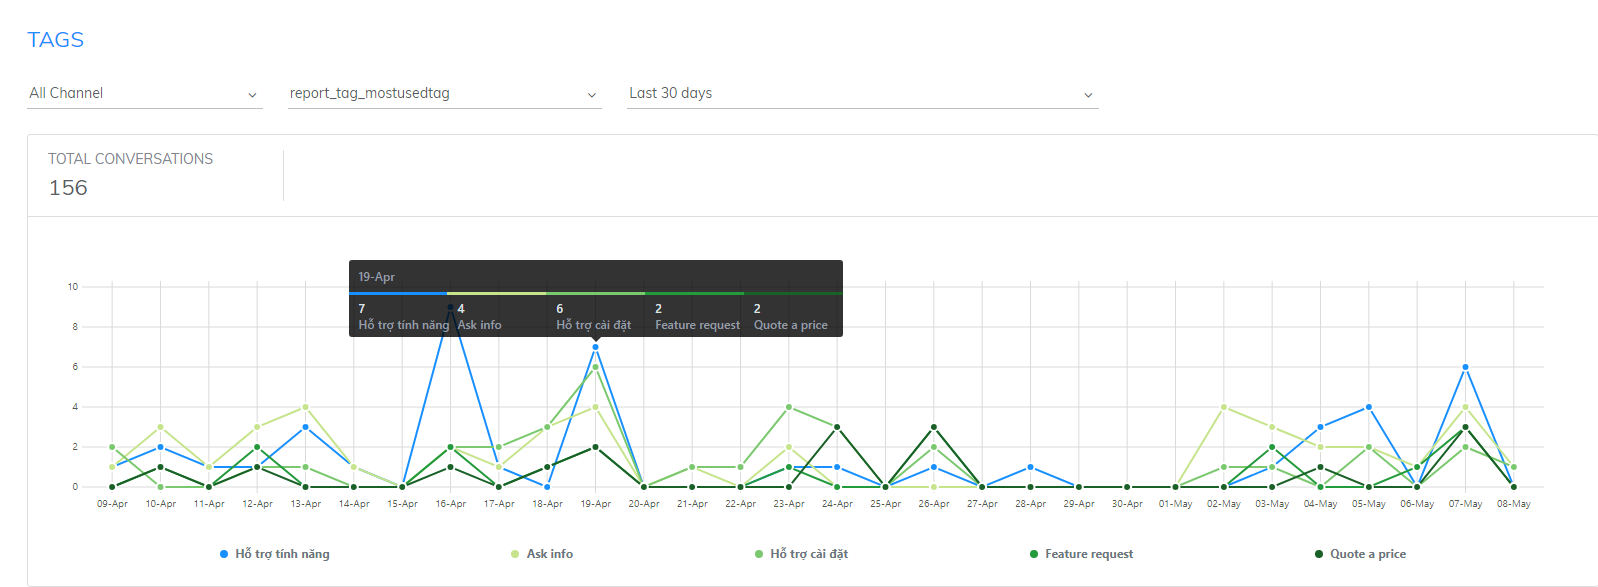 TAGS
All Channel report_tag_mostusedtag Last 30 days
TOTAL CONVERSATIONS
156
19-Apr
7 4 6 2 2
Hỗ trợ tính năng Ask info Hỗ trợ cài đặt Feature request Quote a price
10
8
6
4
2
0
09-Apr 10-Apr 11-Apr 12-Apr 13-Apr 14-Apr 15-Apr 16-Apr 17-Apr 18-Apr 19-Apr 20-Apr 21-Apr 22-Apr 23-Apr 24-Apr 25-Apr 26-Apr 27-Apr 28-Apr 29-Apr 30-Apr 01-May 02-May 03-May 04-May 05-May 06-May 07-May 08-May
Hỗ trợ tính năng Ask info Hỗ trợ cài đặt Feature request Quote a price